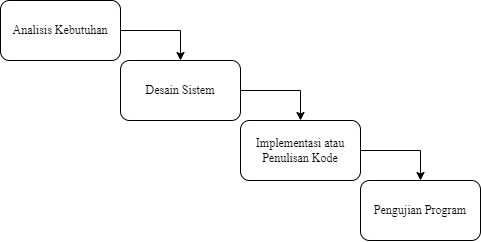 Analisis Kebutuhan
Desain Sistem
Implementasi atau
Penulisan Kode
Pengujian Program